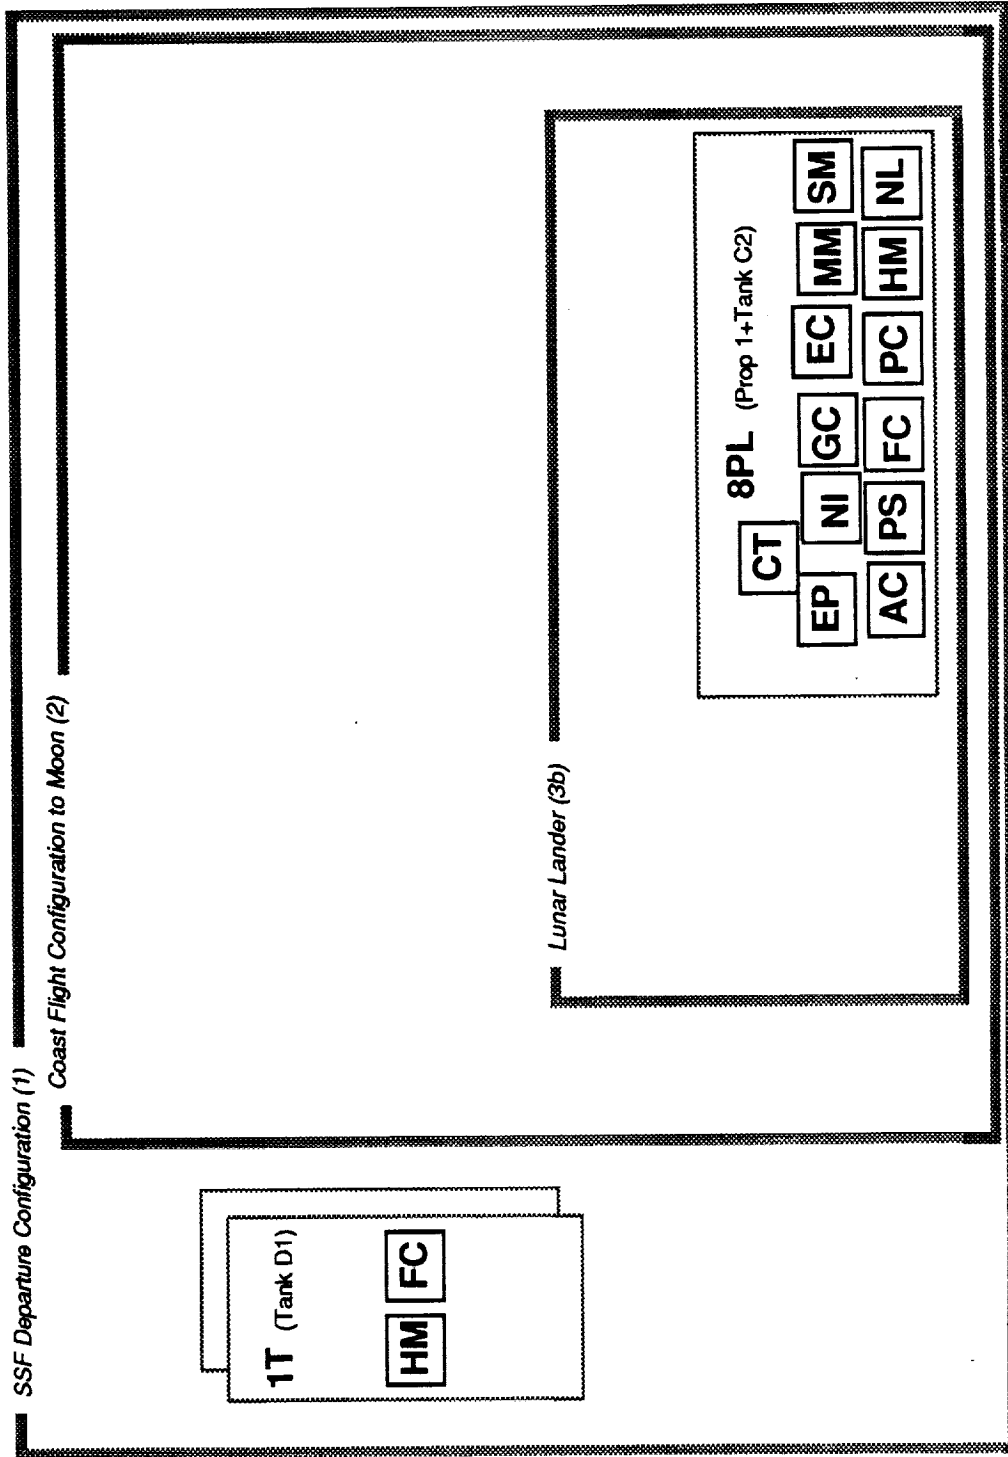 SSF Departure Configuration (1)
Coast Flight Configuration to Moon (2)
1T (Tank D1)
HM FC
Lunar Lander (3b)
8PL (Prop 1+Tank C2)
CT
EP NI GC EC MM SM
AC PS FC PC HM NL